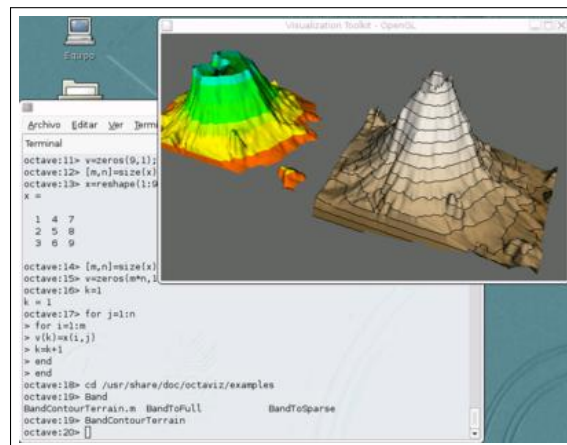 Visualization Toolkit - OpenGL
Equipo
Archivo Editar Ver
Terminal
octave:11> v=zeros(9,1);
octave:12> [m,n]=size(x)
octave:13> x=reshape(1:9
x =
1 4 7
2 5 8
3 6 9
octave:14> [m,n]=size(x)
octave:15> v=zeros(m*n,1
octave:16> k=1
k = 1
octave:17> for j=1:n
> for i=1:m
> v(k)=x(i,j)
> k=k+1
> end
> end
octave:18> cd /usr/share/doc/octaviz/examples
octave:19> Band
BandContourTerrain.m BandToFull BandToSparse
octave:19> BandContourTerrain
octave:20>